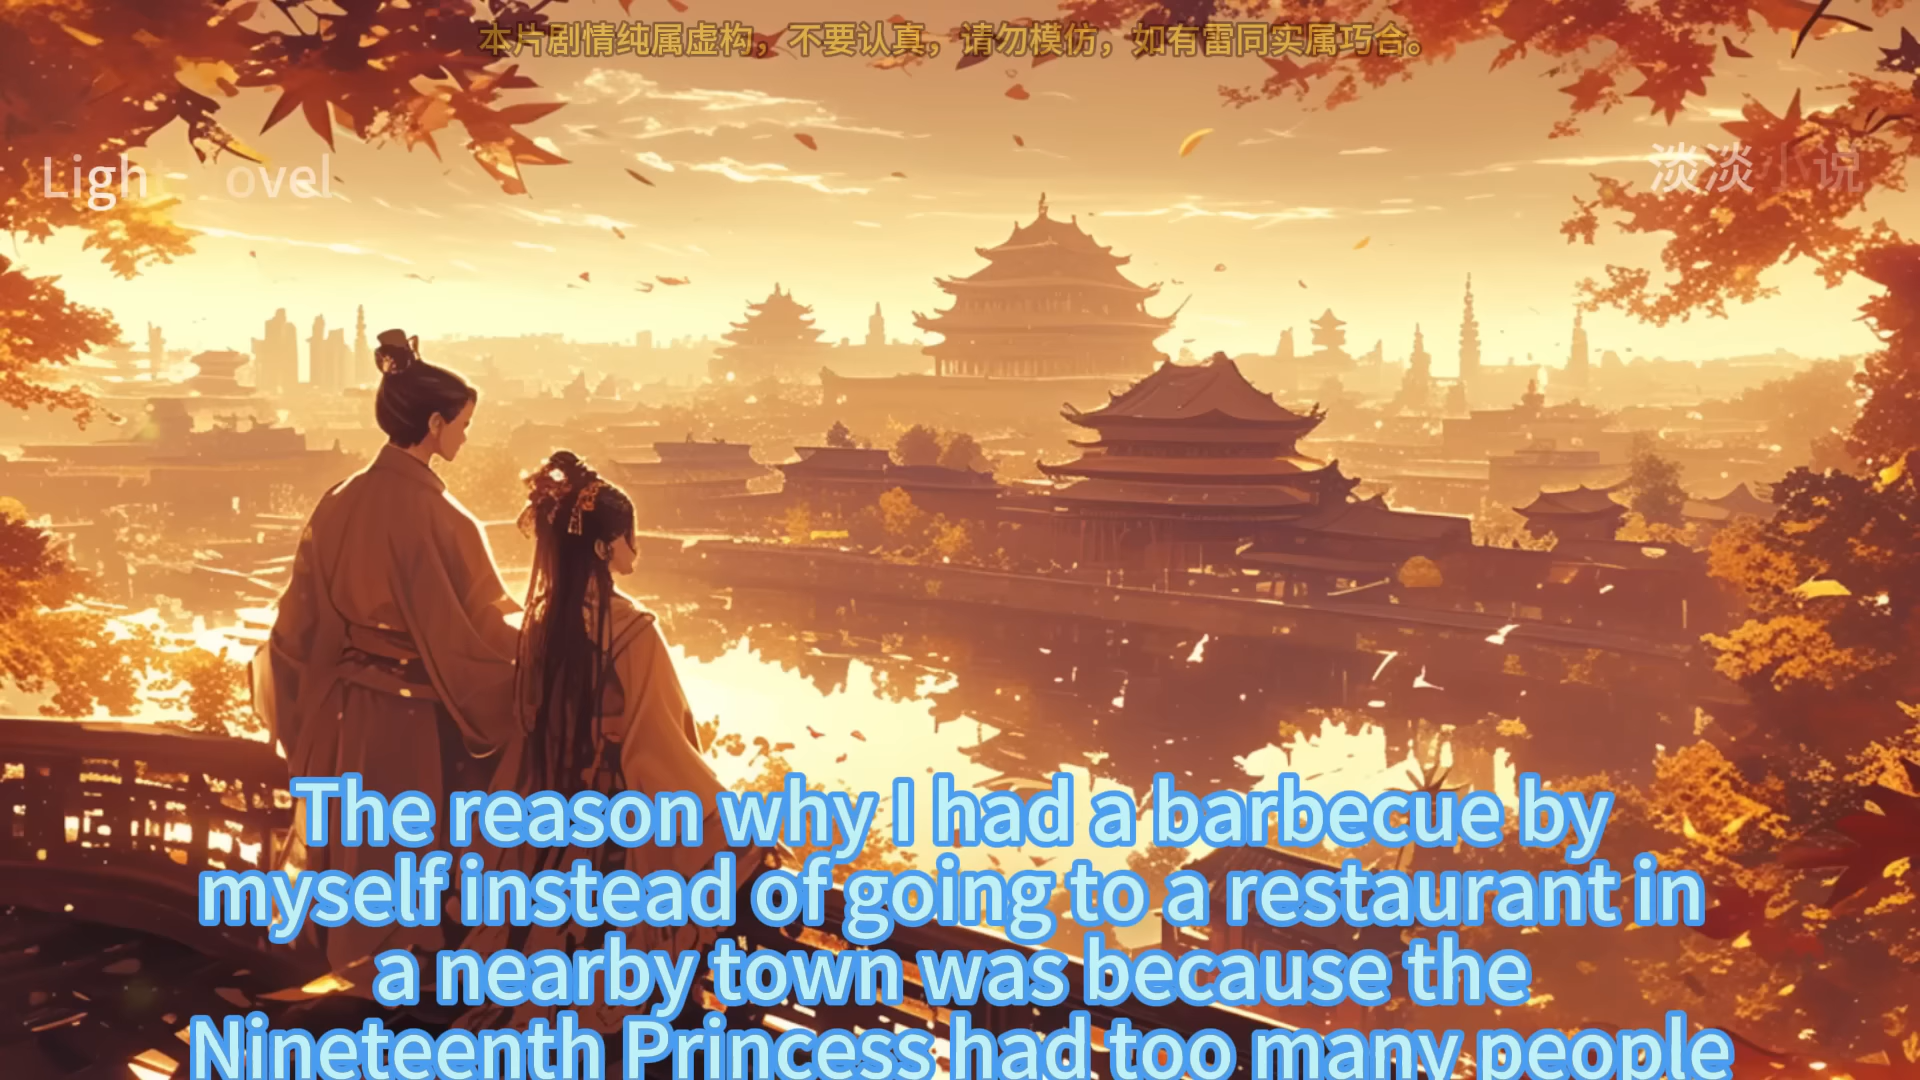 本片剧情纯属虚构，不要认真，请勿模仿，如有雷同实属巧合。
Light Novel
淡淡小说
The reason why I had a barbecue by
myself instead of going to a restaurant in
a nearby town was because the
Nineteenth Princess had too many people